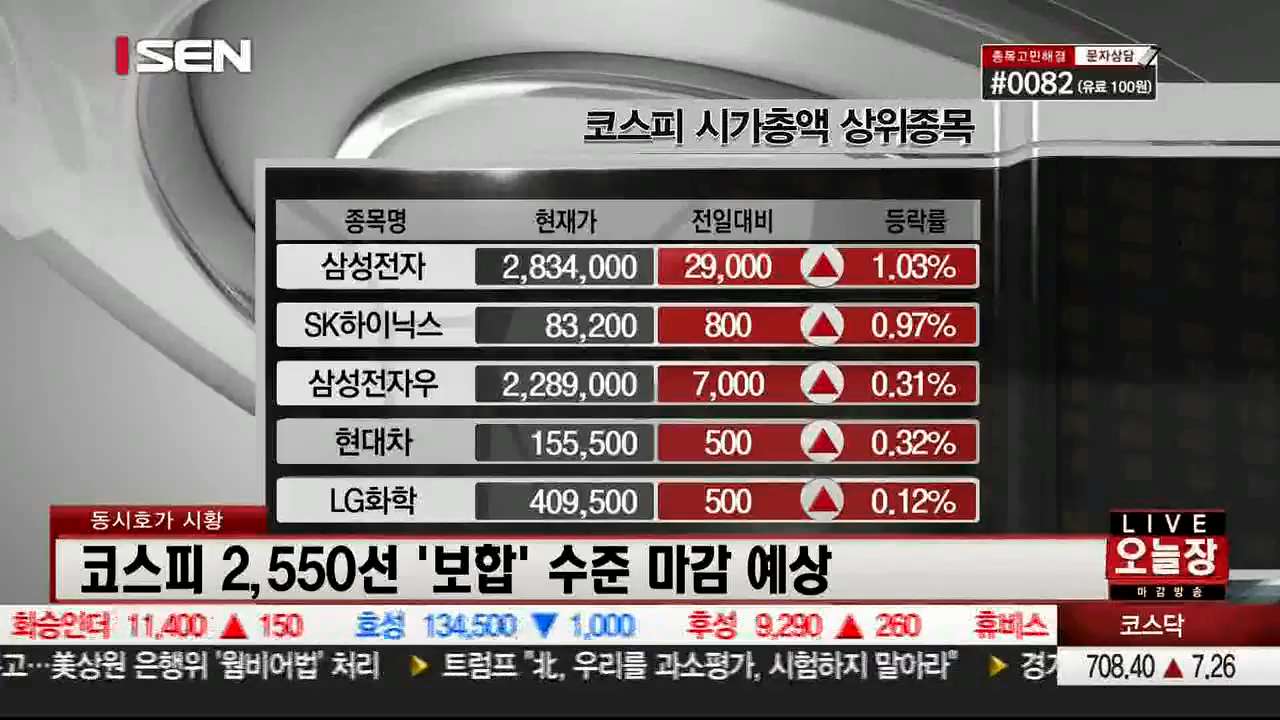 SEN
종목고민해결 문자상담
#0082 (유료 100원)
코스피 시가총액 상위종목
종목명 현재가 전일대비 등락률
삼성전자 2,834,000 29,000 ▲ 1.03%
SK하이닉스 83,200 800 ▲ 0.97%
삼성전자우 2,289,000 7,000 ▲ 0.31%
현대차 155,500 500 ▲ 0.32%
LG화학 409,500 500 ▲ 0.12%
동시호가 시황
코스피 2,550선 '보합' 수준 마감 예상
LIVE
오늘장
마감방송
화승인더 11,400 ▲ 150 효성 134,500 ▼ 1,000 후성 9,290 ▲ 260 휴비스
코스닥
고…美상원 은행위 '웜비어법' 처리 ▶ 트럼프 "北, 우리를 과소평가, 시험하지 말아라" ▶ 경기
708.40 ▲ 7.26